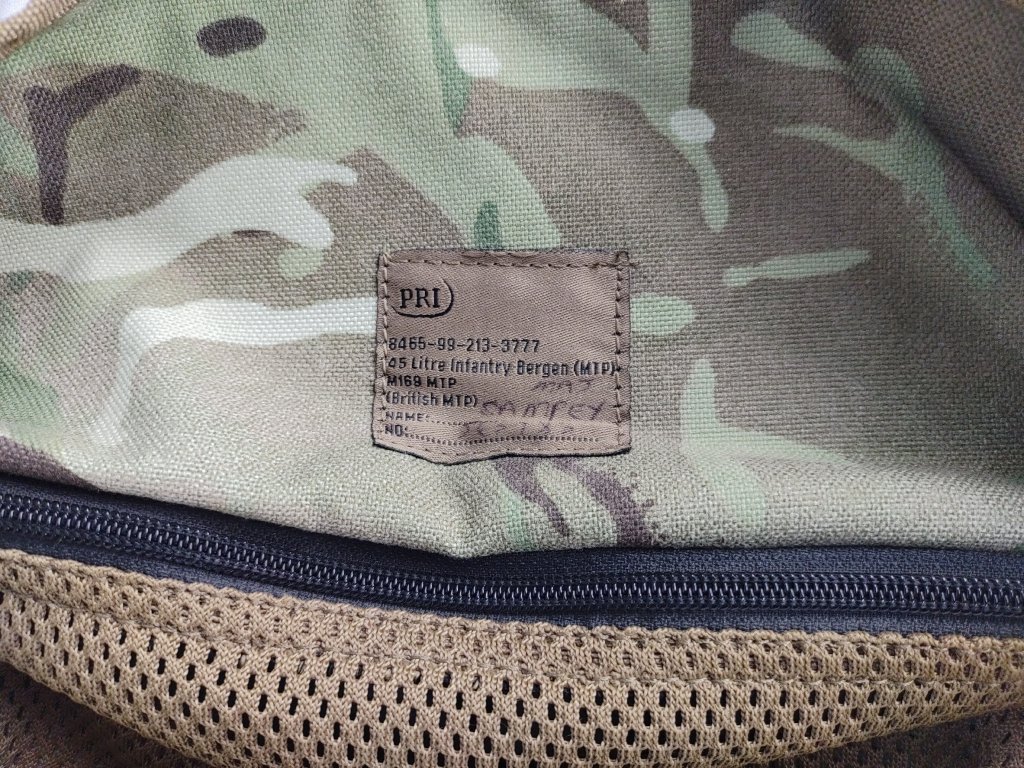 PRI
8465-99-213-3777
45 Litre Infantry Bergen (MTP)
M169 MTP
(British MTP)
NAME:
NO: